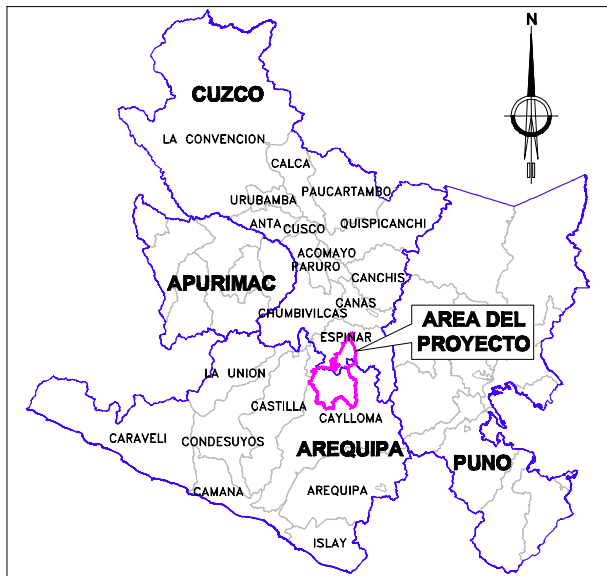 N
CUZCO
LA CONVENCION
CALCA
PAUCARTAMBO
URUBAMBA
ANTA
CUSCO
QUISPICANCHI
ACOMAYO
PARURO
APURIMAC
CANCHIS
CANAS
CHUMBIVILCAS
AREA DEL
PROYECTO
ESPINAR
LA UNION
CASTILLA
CAYLLOMA
CARAVELI
CONDESUYOS
AREQUIPA
PUNO
CAMANA
AREQUIPA
ISLAY